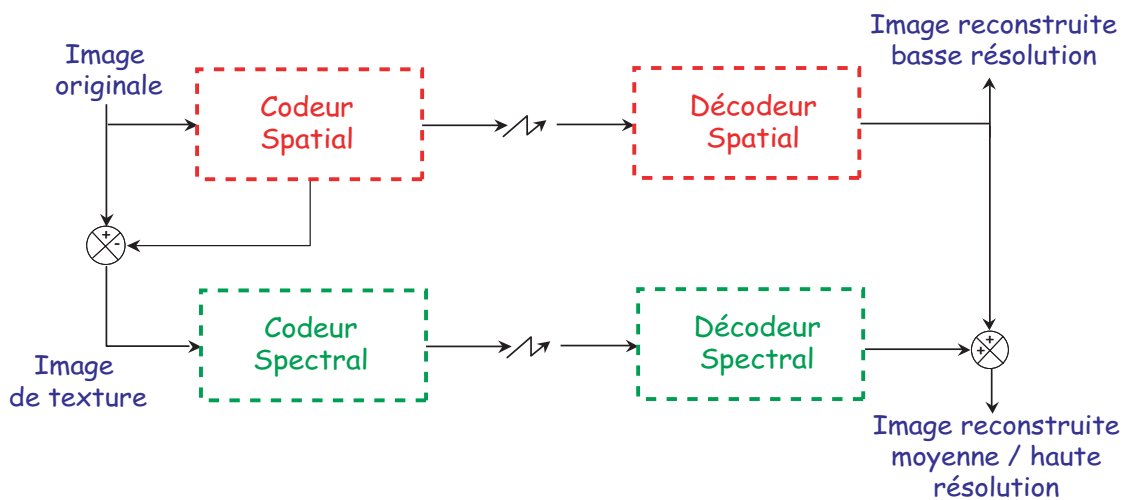 Image
originale
Codeur
Spatial
Décodeur
Spatial
Image reconstruite
basse résolution
+
-
Codeur
Spectral
Décodeur
Spectral
+
+
Image
de texture
Image reconstruite
moyenne / haute
résolution